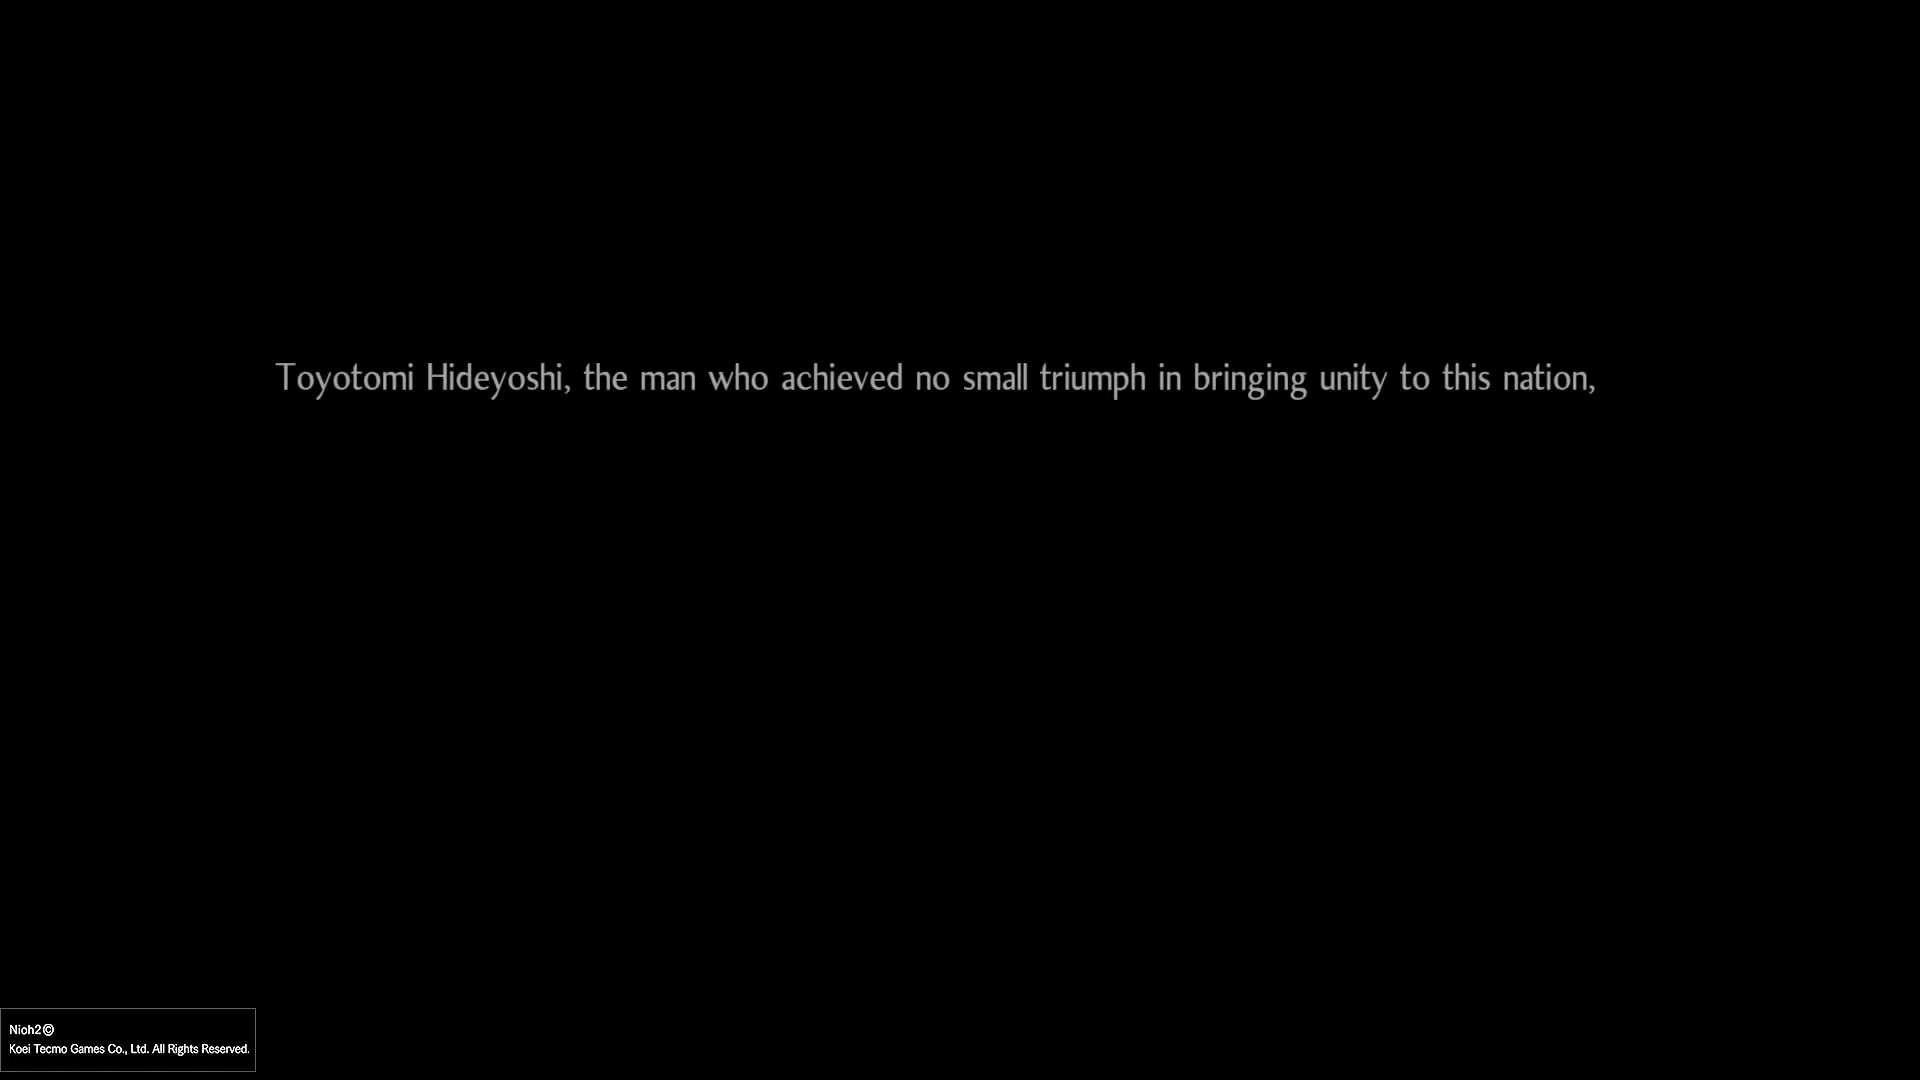 Toyotomi Hideyoshi, the man who achieved no small triumph in bringing unity to this nation,
Nioh2©
Koei Tecmo Games Co., Ltd. All Rights Reserved.